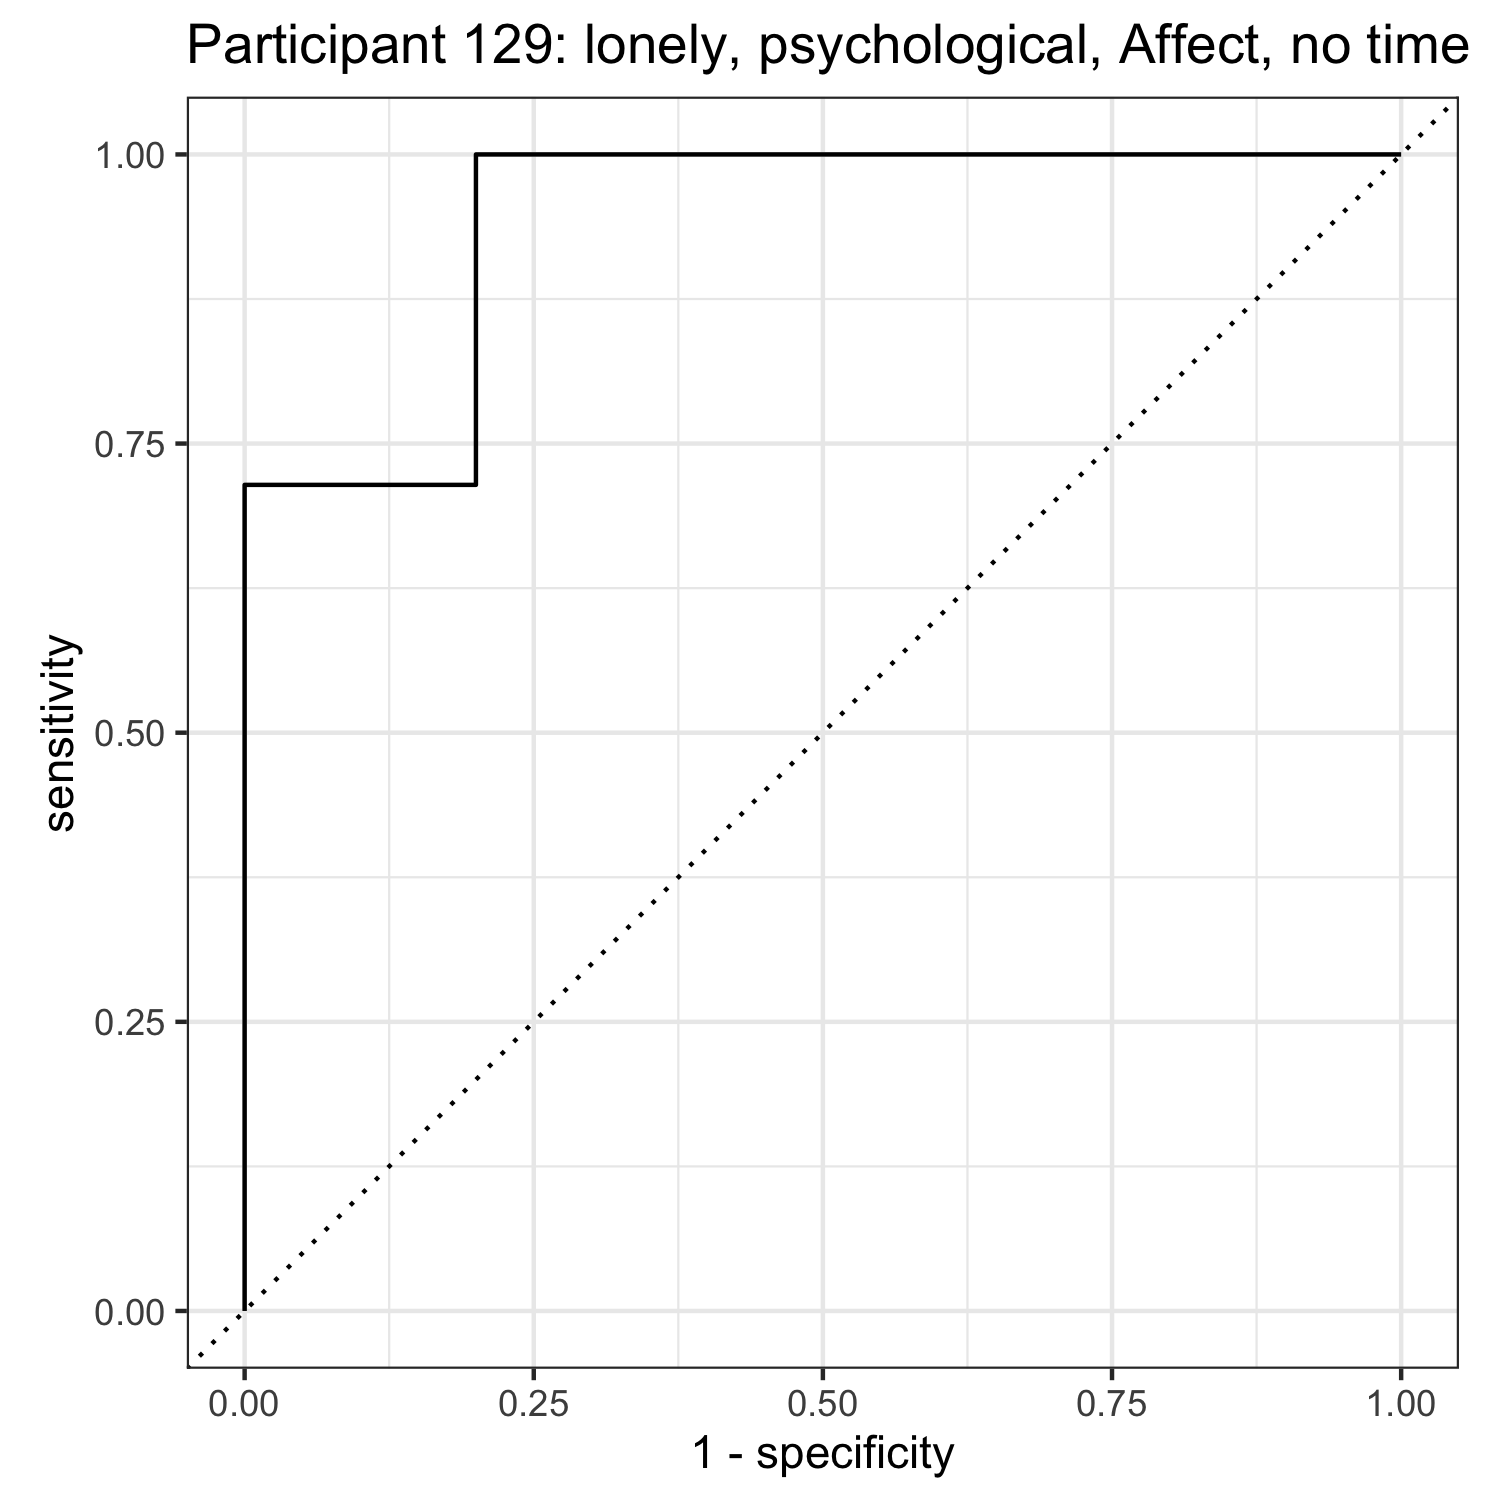 Participant 129: lonely, psychological, Affect, no time
1.00
0.75
0.50
0.25
0.00
sensitivity
0.00 0.25 0.50 0.75 1.00
1 - specificity